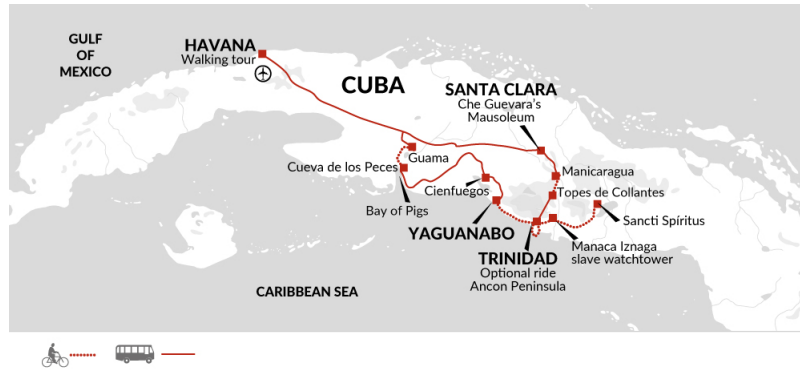 GULF
OF
MEXICO
HAVANA
Walking tour
CUBA
SANTA CLARA
Che Guevara's
Mausoleum
Guama
Cueva de los Peces
Manicaragua
Cienfuegos
Topes de Collantes
Bay of Pigs
Sancti Spíritus
YAGUANABO
Manaca Iznaga
slave watchtower
TRINIDAD
Optional ride
Ancon Peninsula
CARIBBEAN SEA